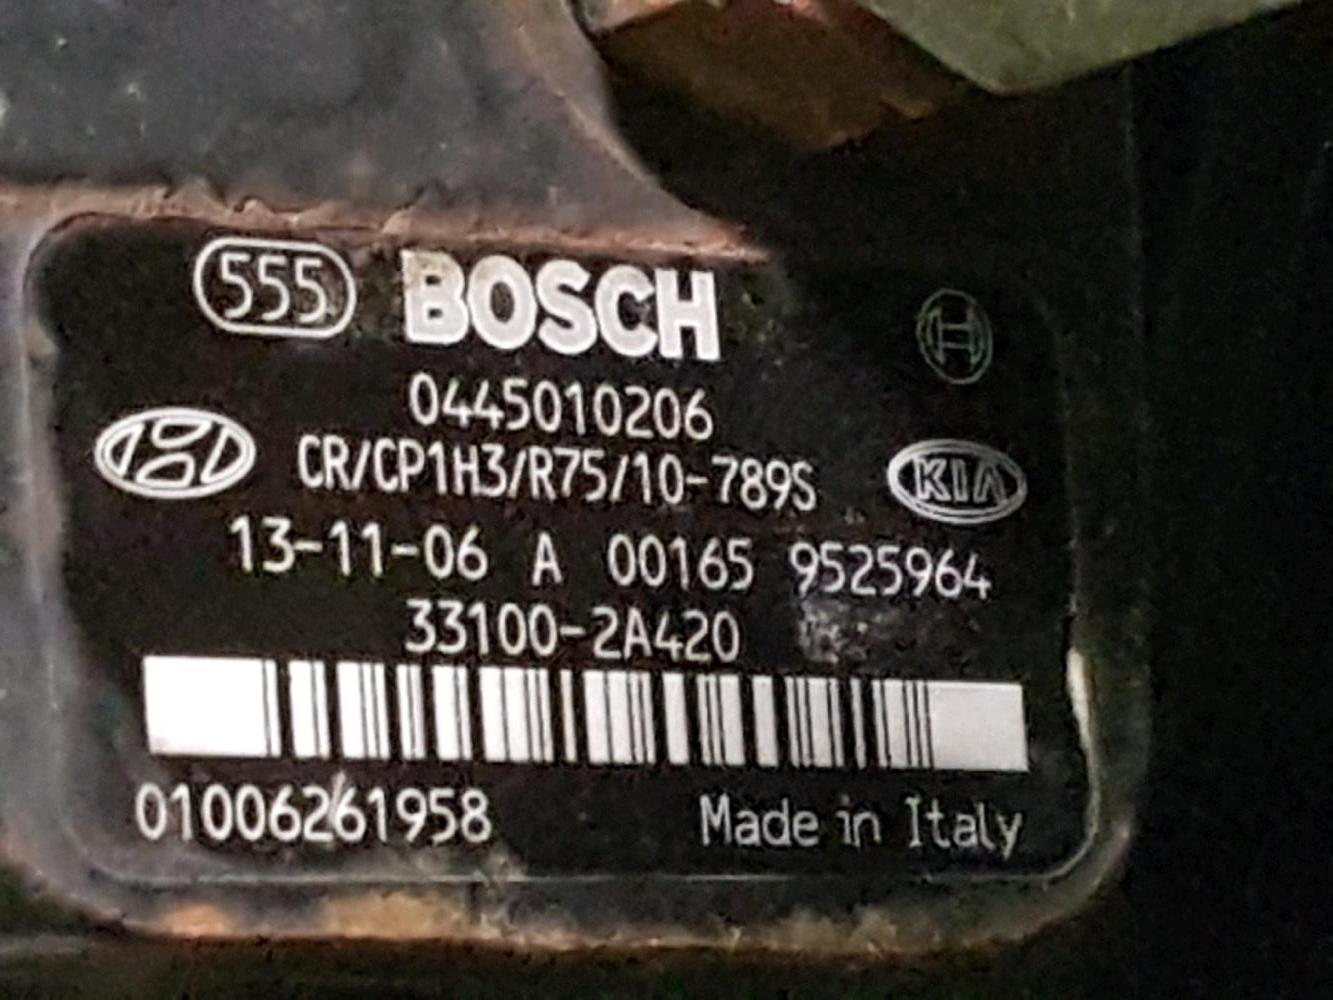 555 BOSCH
0445010206
CR/CP1H3/R75/10-789S
KIA
13-11-06 A 00165 9525964
33100-2A420
01006261958
Made in Italy